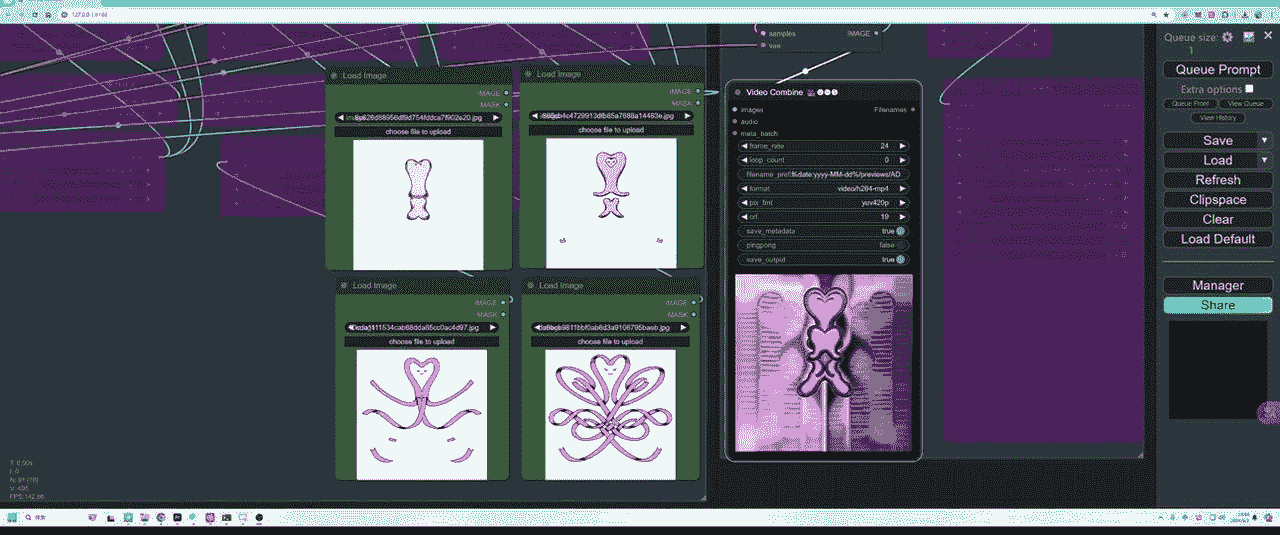 samples
IMAGE
vae
Load Image
IMAGE
MASK
choose file to upload
Load Image
IMAGE
MASK
choose file to upload
Load Image
IMAGE
MASK
choose file to upload
Load Image
IMAGE
MASK
choose file to upload
Video Combine
images
Filenames
audio
meta_batch
frame_rate 24
loop_count 0
format video/h264-mp4
pix_fmt yuv420p
crf 19
save_metadata true
pingpong false
save_output true
Queue size:
1
Queue Prompt
Extra options
Queue Front
View Queue
View History
Save
Load
Refresh
Clipspace
Clear
Load Default
Manager
Share